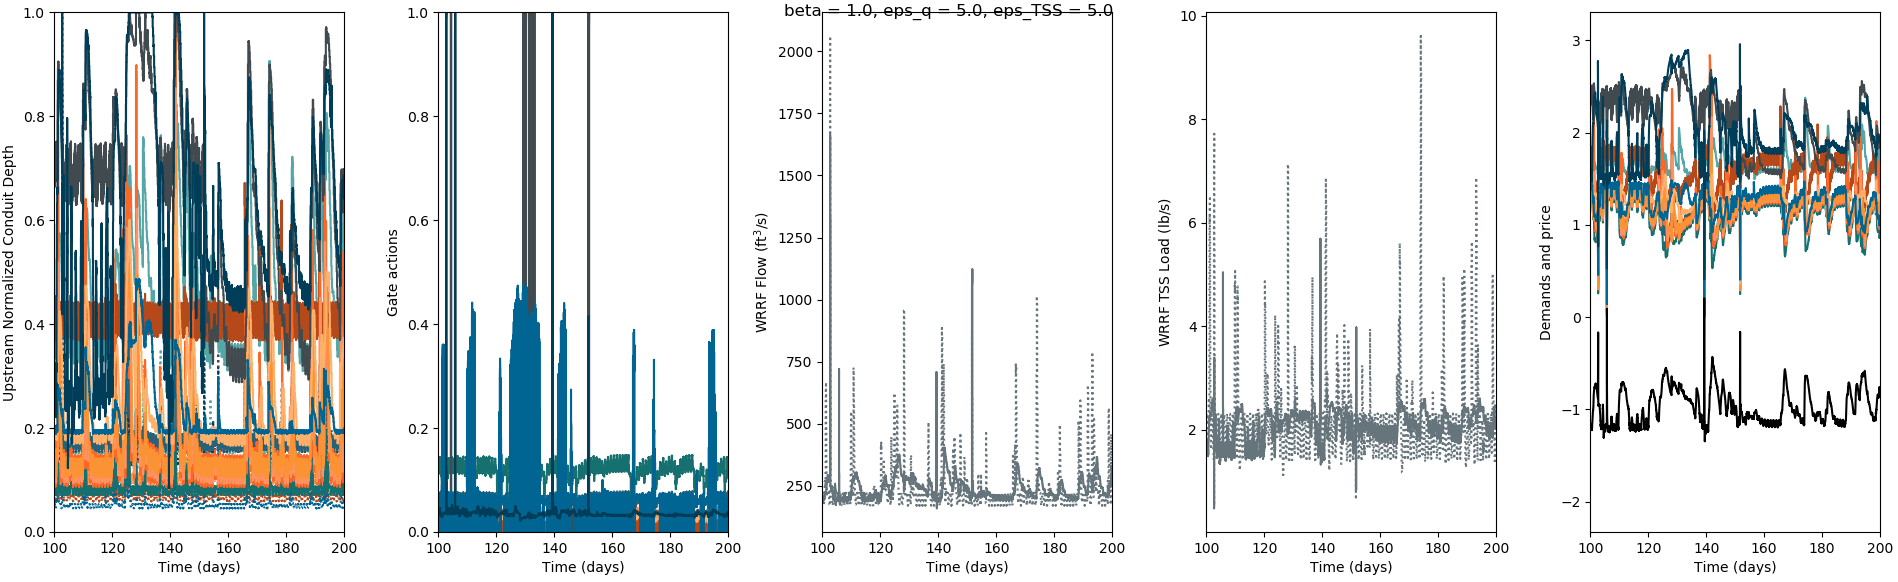 beta = 1.0, eps_q = 5.0, eps_TSS = 5.0
Upstream Normalized Conduit Depth
1.0
0.8
0.6
0.4
0.2
0.0
100 120 140 160 180 200
Time (days)
Gate actions
1.0
0.8
0.6
0.4
0.2
0.0
100 120 140 160 180 200
Time (days)
WRRF Flow (ft³/s)
2000
1750
1500
1250
1000
750
500
250
100 120 140 160 180 200
Time (days)
WRRF TSS Load (lb/s)
10
8
6
4
2
100 120 140 160 180 200
Time (days)
Demands and price
3
2
1
0
−1
−2
100 120 140 160 180 200
Time (days)